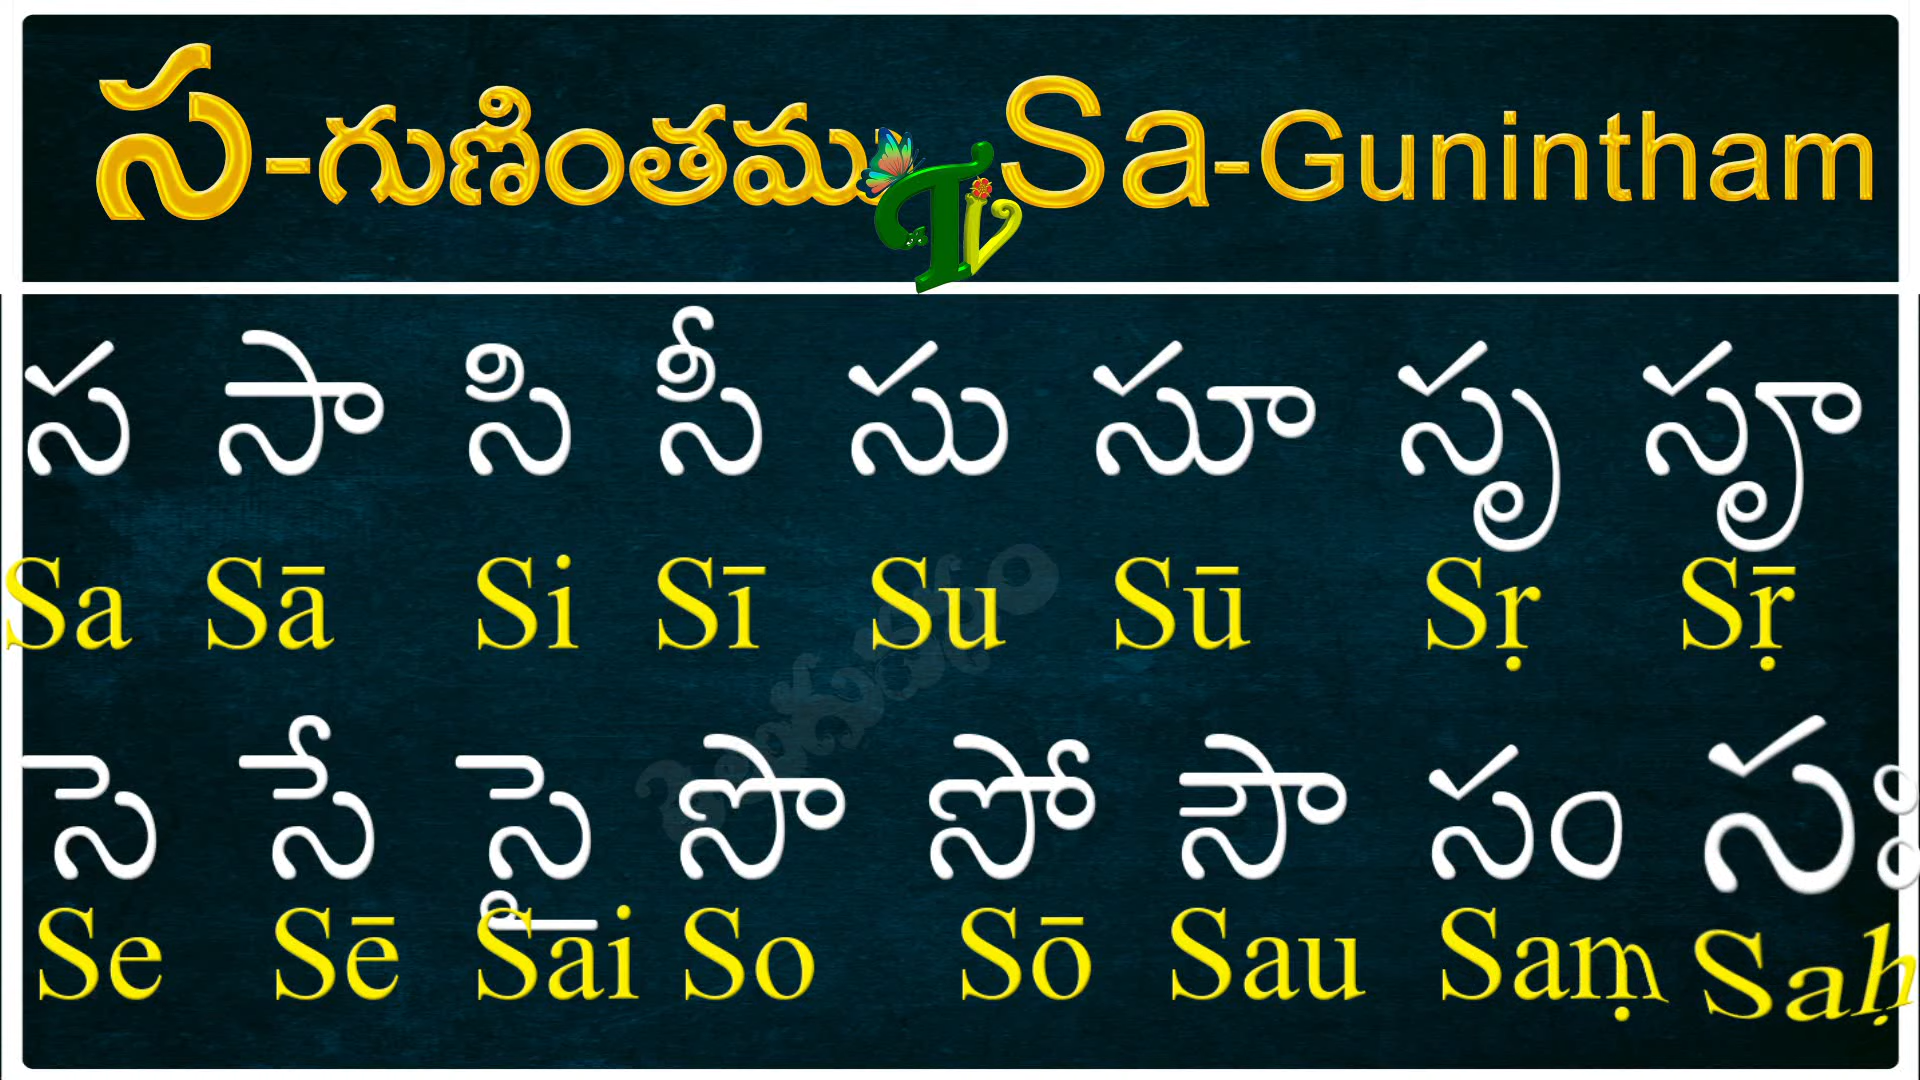 స-గుణింతము Sa-Gunintham
స సా సి సీ సు సూ సృ సౄ
Sa Sā Si Sī Su Sū Sṛ Sṝ
సె సే సై సొ సో సౌ సం సః
Se Sē Sai So Sō Sau Saṃ Saḥ